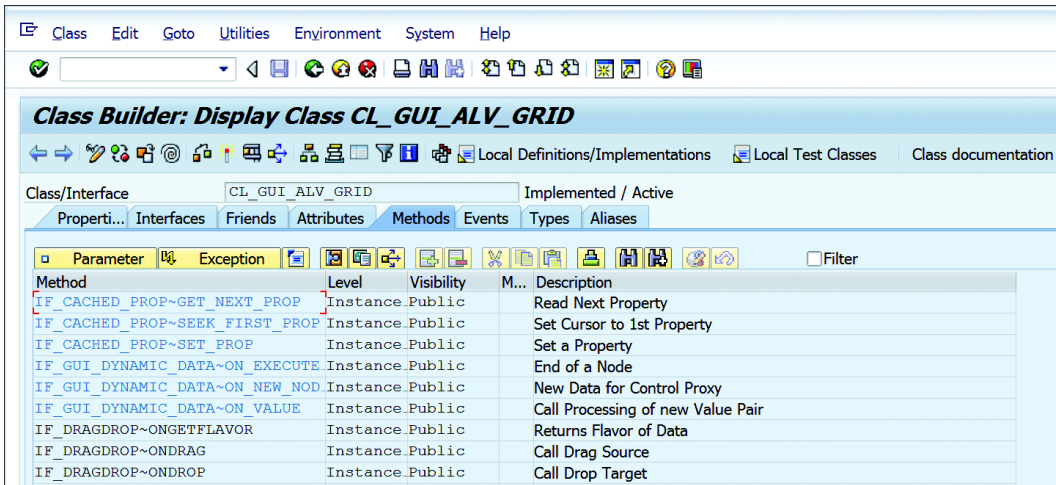 Class Edit Goto Utilities Environment System Help
Class Builder: Display Class CL_GUI_ALV_GRID
Local Definitions/Implementations Local Test Classes Class documentation
Class/Interface CL_GUI_ALV_GRID Implemented / Active
Properti... Interfaces Friends Attributes Methods Events Types Aliases
Parameter Exception Filter
Method Level Visibility M... Description
IF_CACHED_PROP~GET_NEXT_PROP Instance Public Read Next Property
IF_CACHED_PROP~SEEK_FIRST_PROP Instance Public Set Cursor to 1st Property
IF_CACHED_PROP~SET_PROP Instance Public Set a Property
IF_GUI_DYNAMIC_DATA~ON_EXECUTE Instance Public End of a Node
IF_GUI_DYNAMIC_DATA~ON_NEW_NOD Instance Public New Data for Control Proxy
IF_GUI_DYNAMIC_DATA~ON_VALUE Instance Public Call Processing of new Value Pair
IF_DRAGDROP~ONGETFLAVOR Instance Public Returns Flavor of Data
IF_DRAGDROP~ONDRAG Instance Public Call Drag Source
IF_DRAGDROP~ONDROP Instance Public Call Drop Target